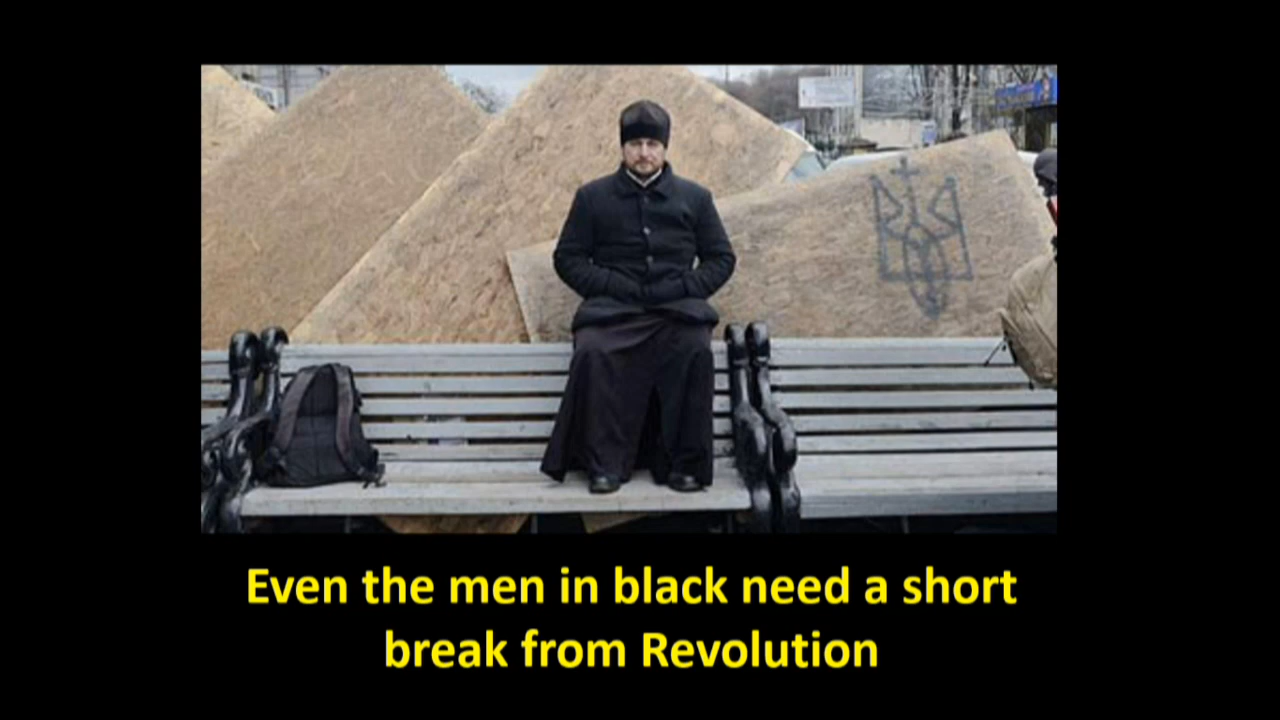 Even the men in black need a short
break from Revolution